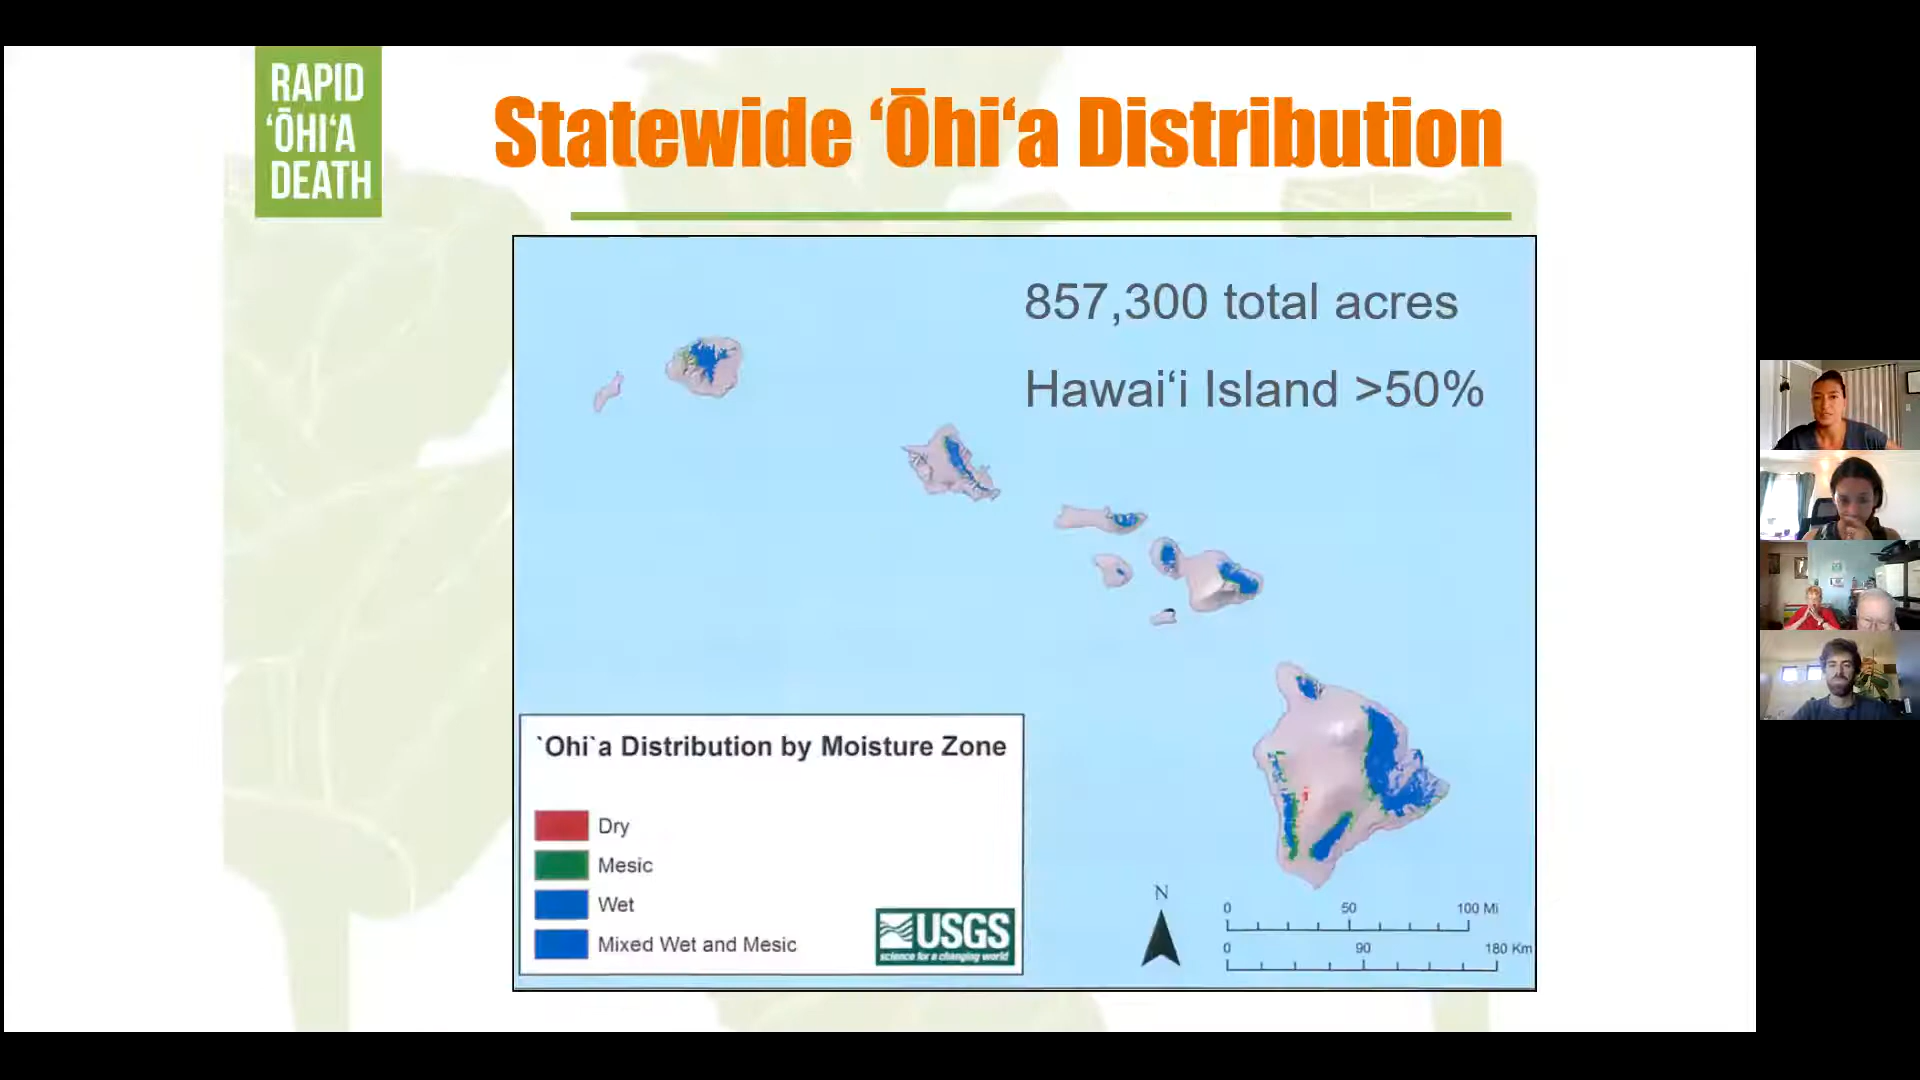 RAPID
‘ŌHI‘A
DEATH
Statewide ‘Ōhi‘a Distribution
857,300 total acres
Hawai‘i Island >50%
`Ohi`a Distribution by Moisture Zone
Dry
Mesic
Wet
Mixed Wet and Mesic
USGS
science for a changing world
N
0 50 100 Mi
0 90 180 Km